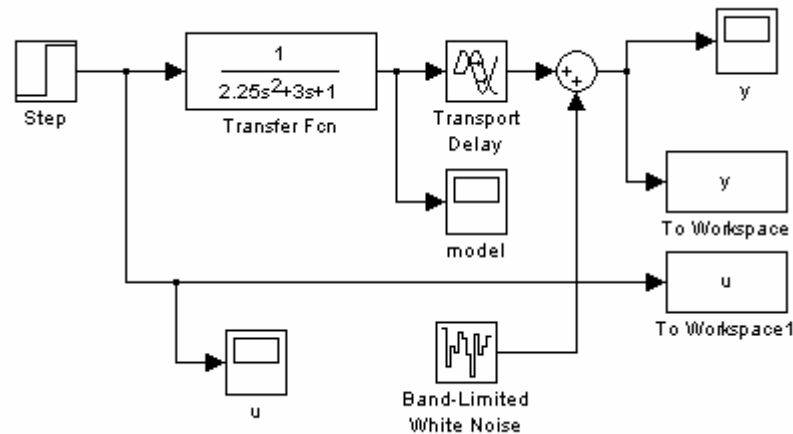 Step
1
2.25s²+3s+1
Transfer Fcn
Transport
Delay
+
+
y
y
To Workspace
model
u
To Workspace1
u
Band-Limited
White Noise